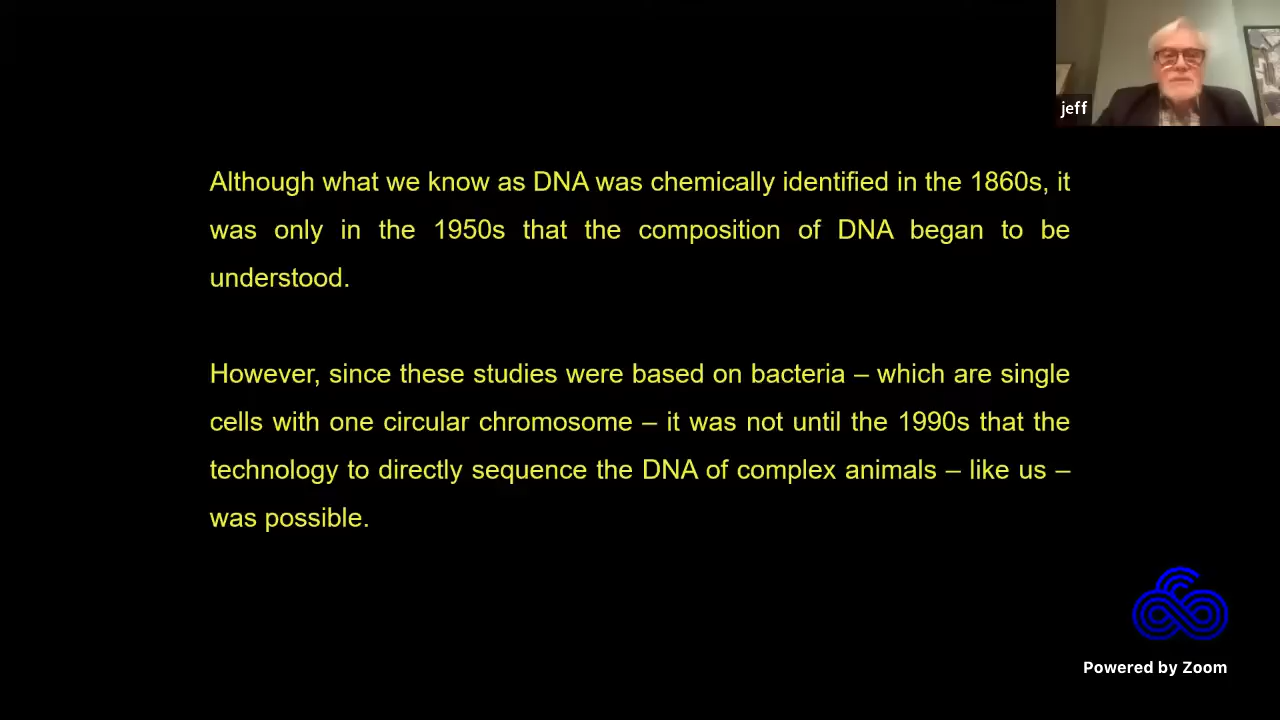 jeff
Although what we know as DNA was chemically identified in the 1860s, it
was only in the 1950s that the composition of DNA began to be
understood.
However, since these studies were based on bacteria – which are single
cells with one circular chromosome – it was not until the 1990s that the
technology to directly sequence the DNA of complex animals – like us –
was possible.
Powered by Zoom